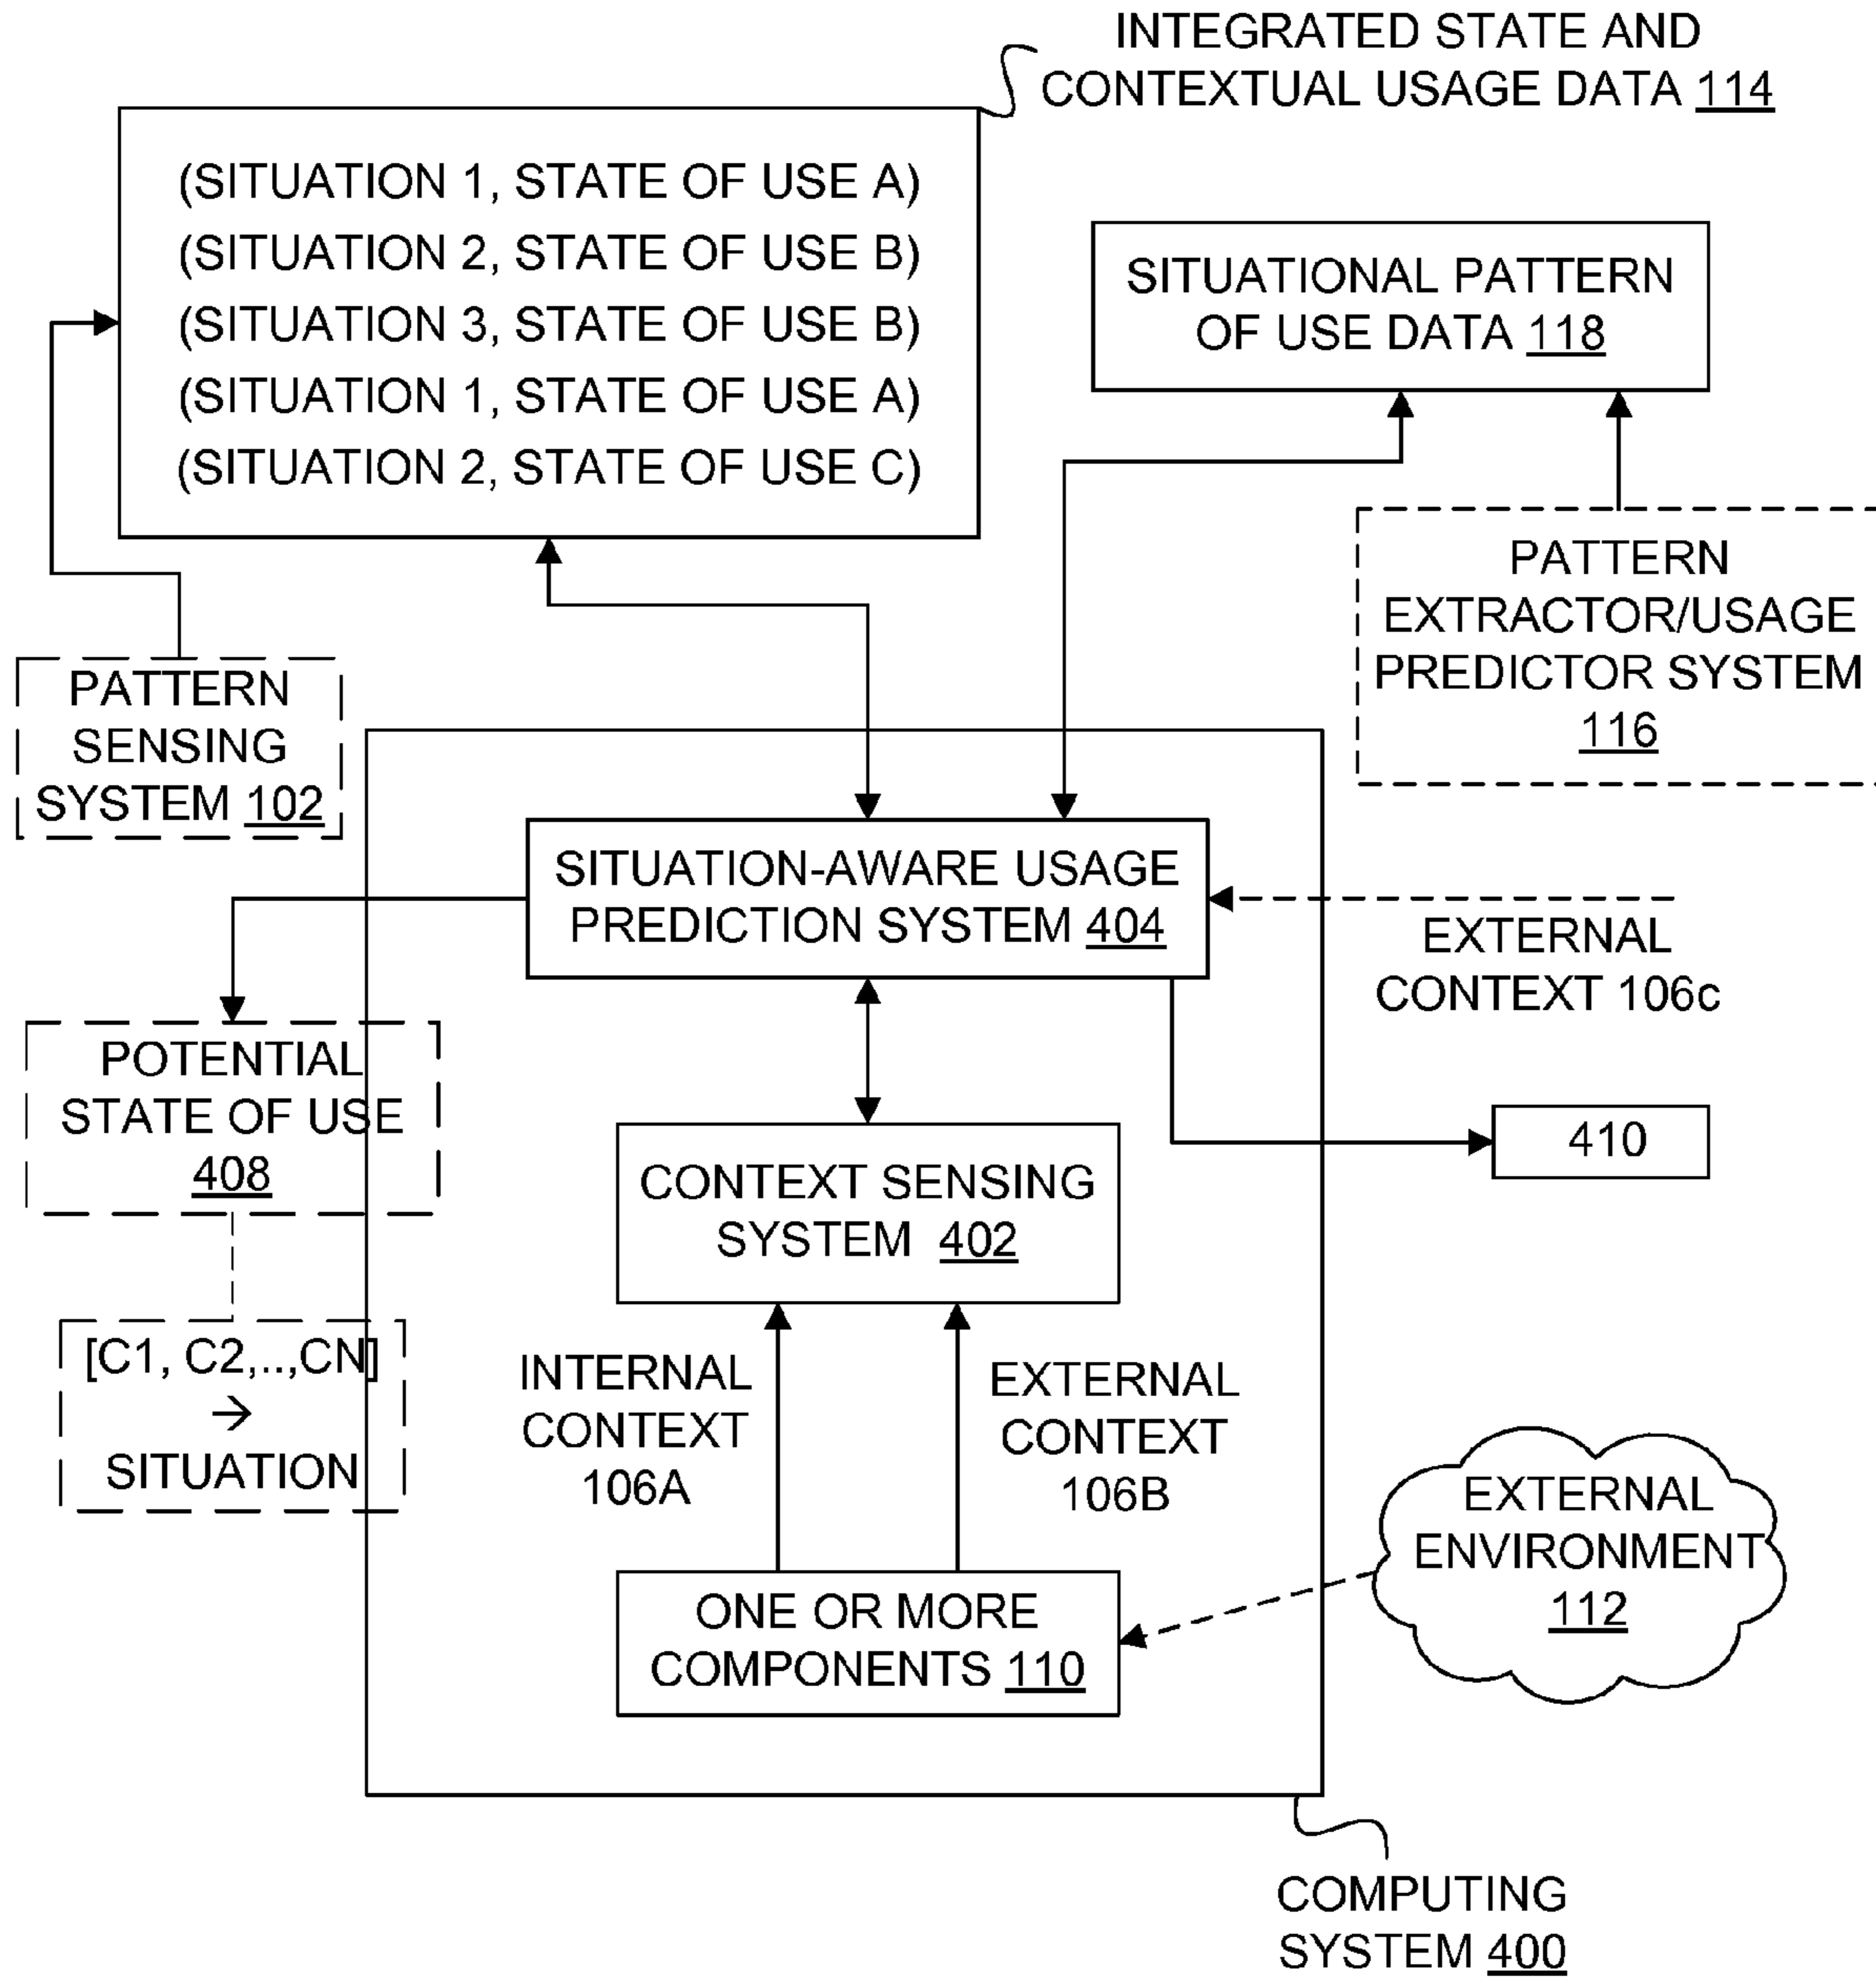 INTEGRATED STATE AND
CONTEXTUAL USAGE DATA 114
(SITUATION 1, STATE OF USE A)
(SITUATION 2, STATE OF USE B)
(SITUATION 3, STATE OF USE B)
(SITUATION 1, STATE OF USE A)
(SITUATION 2, STATE OF USE C)
SITUATIONAL PATTERN
OF USE DATA 118
PATTERN
EXTRACTOR/USAGE
PREDICTOR SYSTEM
116
PATTERN
SENSING
SYSTEM 102
SITUATION-AWARE USAGE
PREDICTION SYSTEM 404
EXTERNAL
CONTEXT 106c
POTENTIAL
STATE OF USE
408
410
CONTEXT SENSING
SYSTEM 402
[C1, C2,..,CN]
→
SITUATION
INTERNAL
CONTEXT
106A
EXTERNAL
CONTEXT
106B
EXTERNAL
ENVIRONMENT
112
ONE OR MORE
COMPONENTS 110
COMPUTING
SYSTEM 400